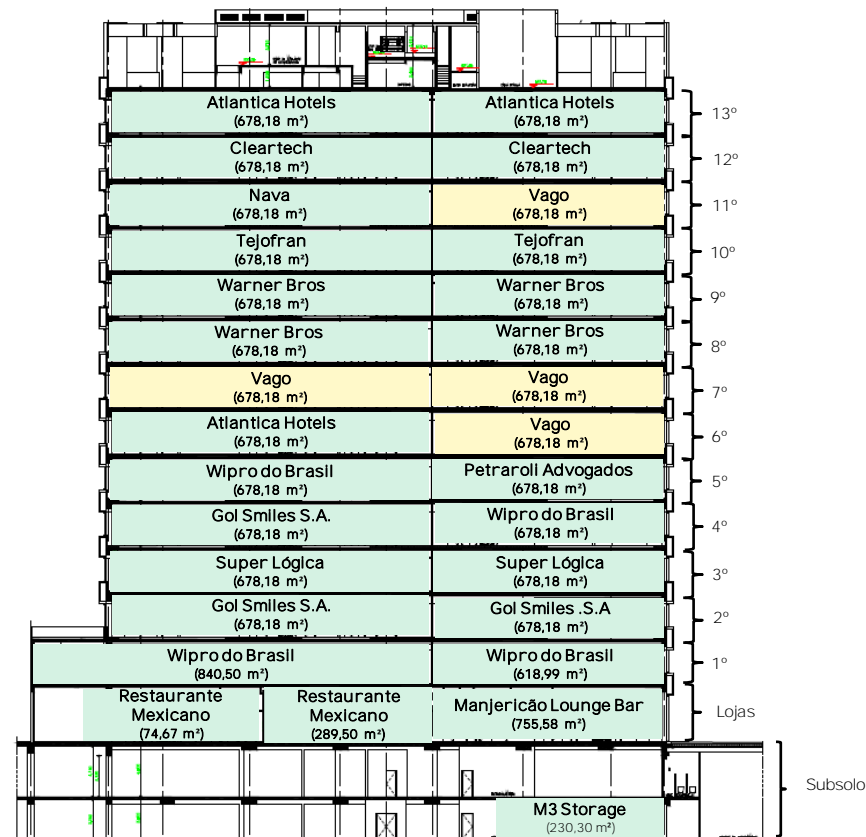 Atlantica Hotels
(678,18 m²)
Atlantica Hotels
(678,18 m²)
13º
Cleartech
(678,18 m²)
Cleartech
(678,18 m²)
12º
Nava
(678,18 m²)
Vago
(678,18 m²)
11º
Tejofran
(678,18 m²)
Tejofran
(678,18 m²)
10º
Warner Bros
(678,18 m²)
Warner Bros
(678,18 m²)
9º
Warner Bros
(678,18 m²)
Warner Bros
(678,18 m²)
8º
Vago
(678,18 m²)
Vago
(678,18 m²)
7º
Atlantica Hotels
(678,18 m²)
Vago
(678,18 m²)
6º
Wipro do Brasil
(678,18 m²)
Petraroli Advogados
(678,18 m²)
5º
Gol Smiles S.A.
(678,18 m²)
Wipro do Brasil
(678,18 m²)
4º
Super Lógica
(678,18 m²)
Super Lógica
(678,18 m²)
3º
Gol Smiles S.A.
(678,18 m²)
Gol Smiles .S.A
(678,18 m²)
2º
Wipro do Brasil
(840,50 m²)
Wipro do Brasil
(618,99 m²)
1º
Restaurante
Mexicano
(74,67 m²)
Restaurante
Mexicano
(289,50 m²)
Manjericão Lounge Bar
(755,58 m²)
Lojas
Subsolo
M3 Storage
(230,30 m²)